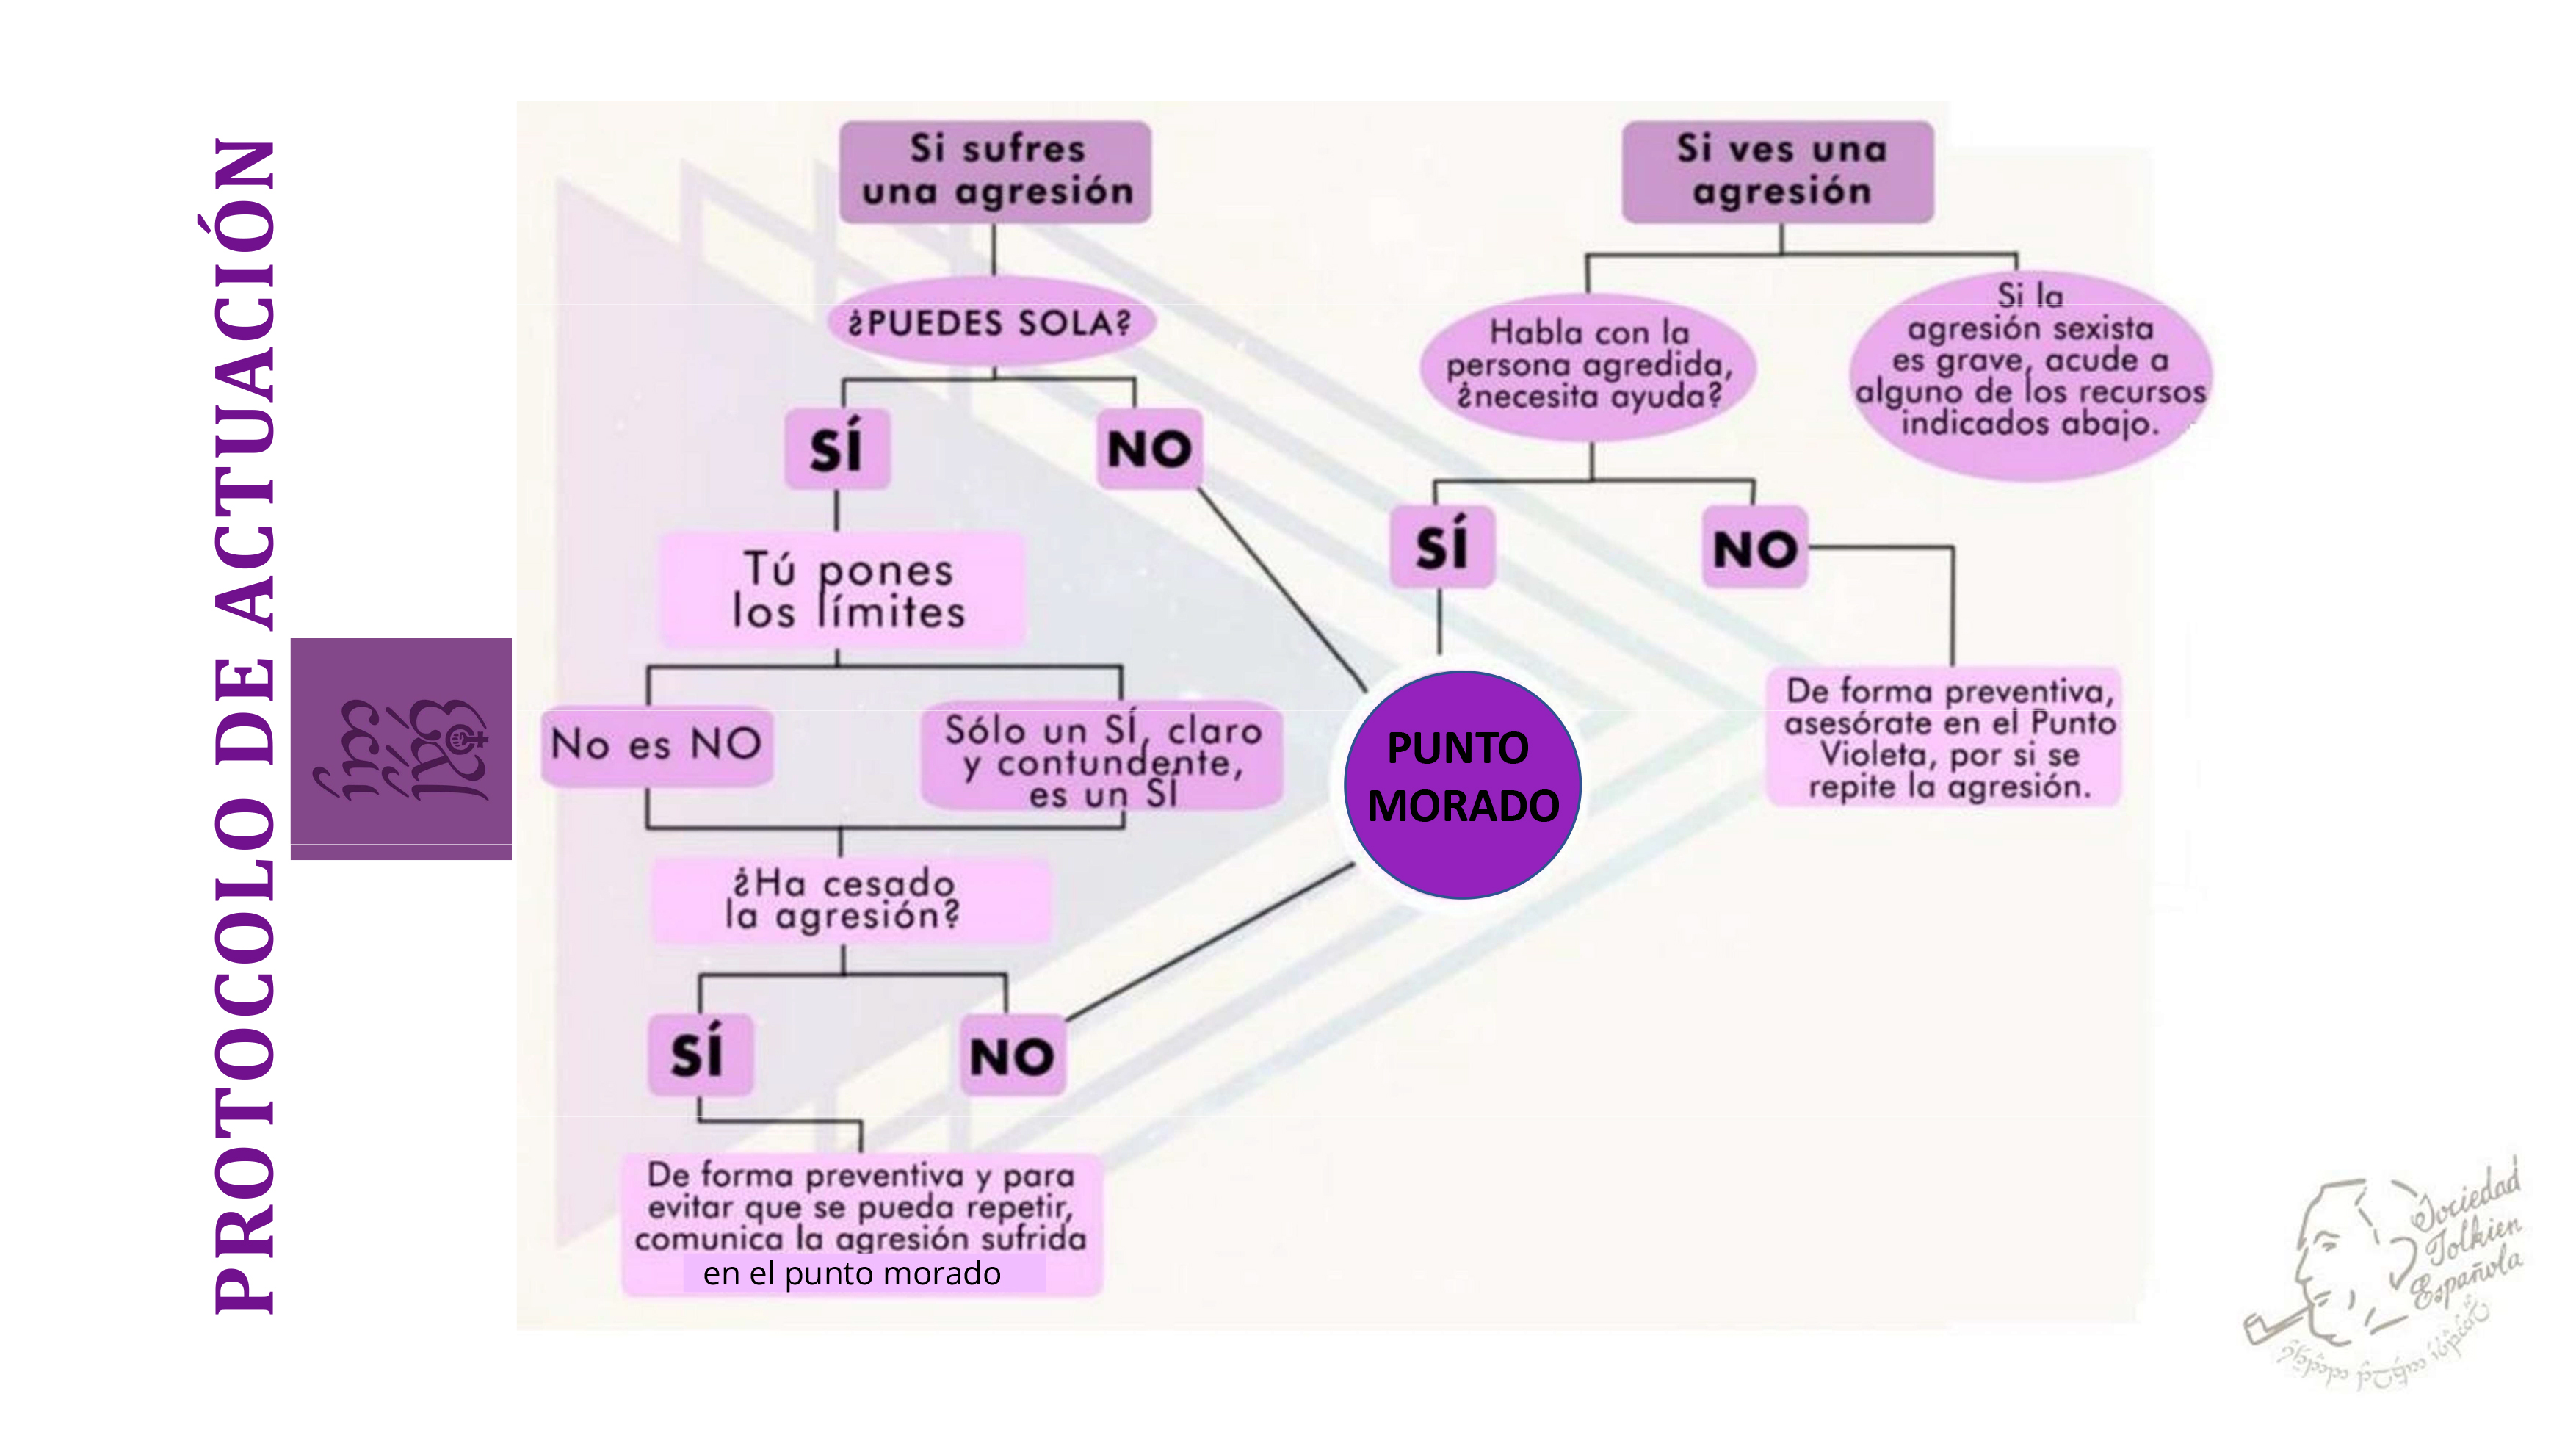 PROTOCOLO DE ACTUACIÓN
Si sufres
una agresión
¿PUEDES SOLA?
SÍ
NO
Tú pones
los límites
No es NO
Sólo un SÍ, claro
y contundente,
es un SÍ
¿Ha cesado
la agresión?
SÍ
NO
De forma preventiva y para
evitar que se pueda repetir,
comunica la agresión sufrida
en el punto morado
Si ves una
agresión
Habla con la
persona agredida,
¿necesita ayuda?
Si la
agresión sexista
es grave, acude a
alguno de los recursos
indicados abajo.
SÍ
NO
PUNTO
MORADO
De forma preventiva,
asesórate en el Punto
Violeta, por si se
repite la agresión.
Sociedad
Tolkien
Española